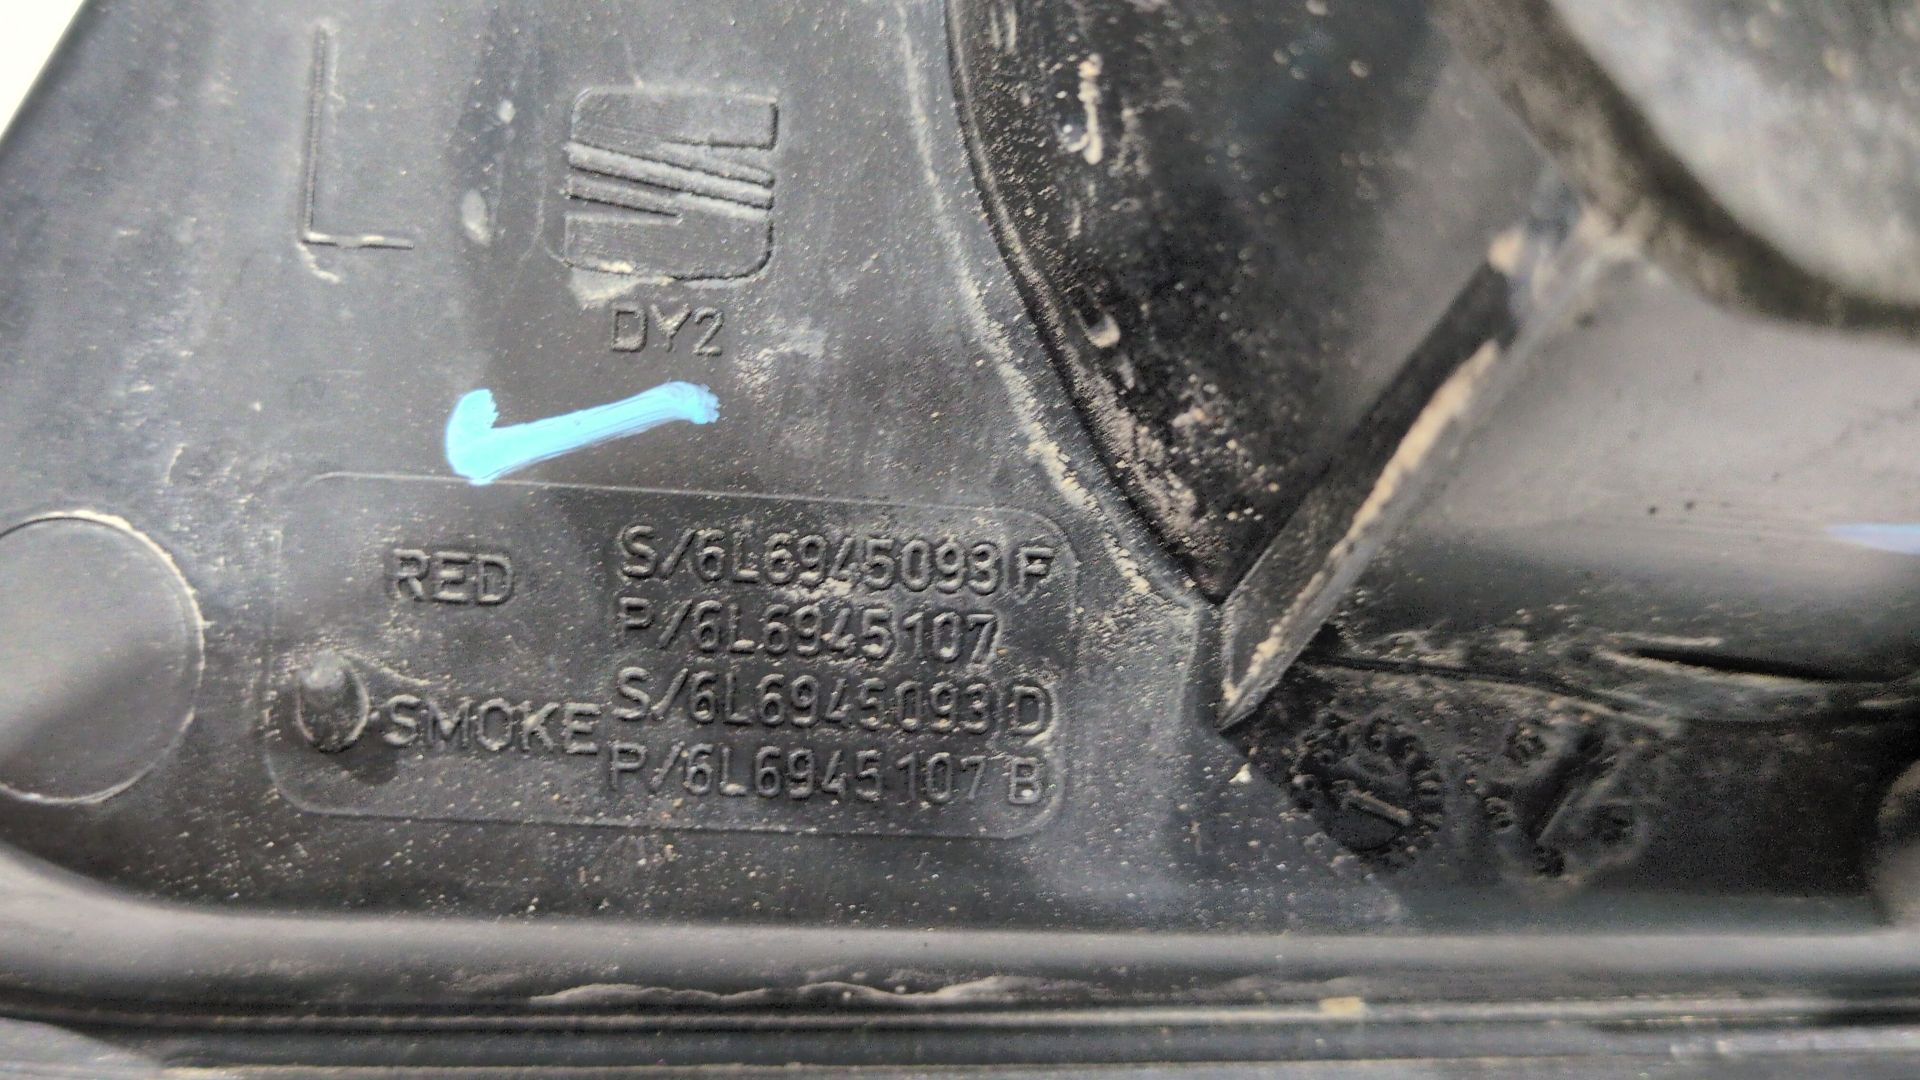 L
DY2
RED
S/6L6945093 F
P/6L6945107
SMOKE
S/6L6945093 D
P/6L6945107 B